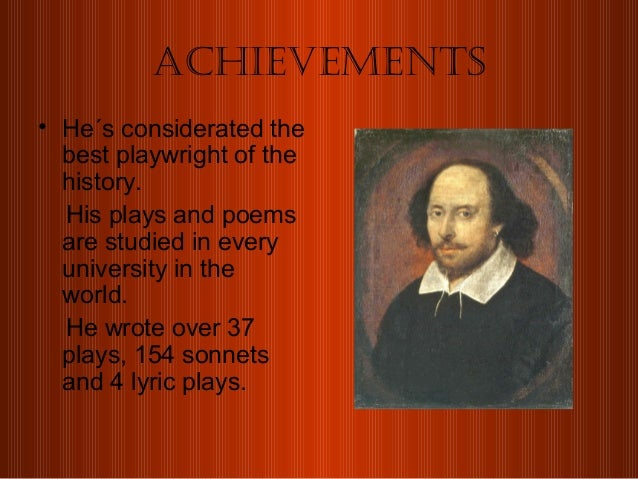 ACHIEVEMENTS
• He´s considerated the
best playwright of the
history.
His plays and poems
are studied in every
university in the
world.
He wrote over 37
plays, 154 sonnets
and 4 lyric plays.